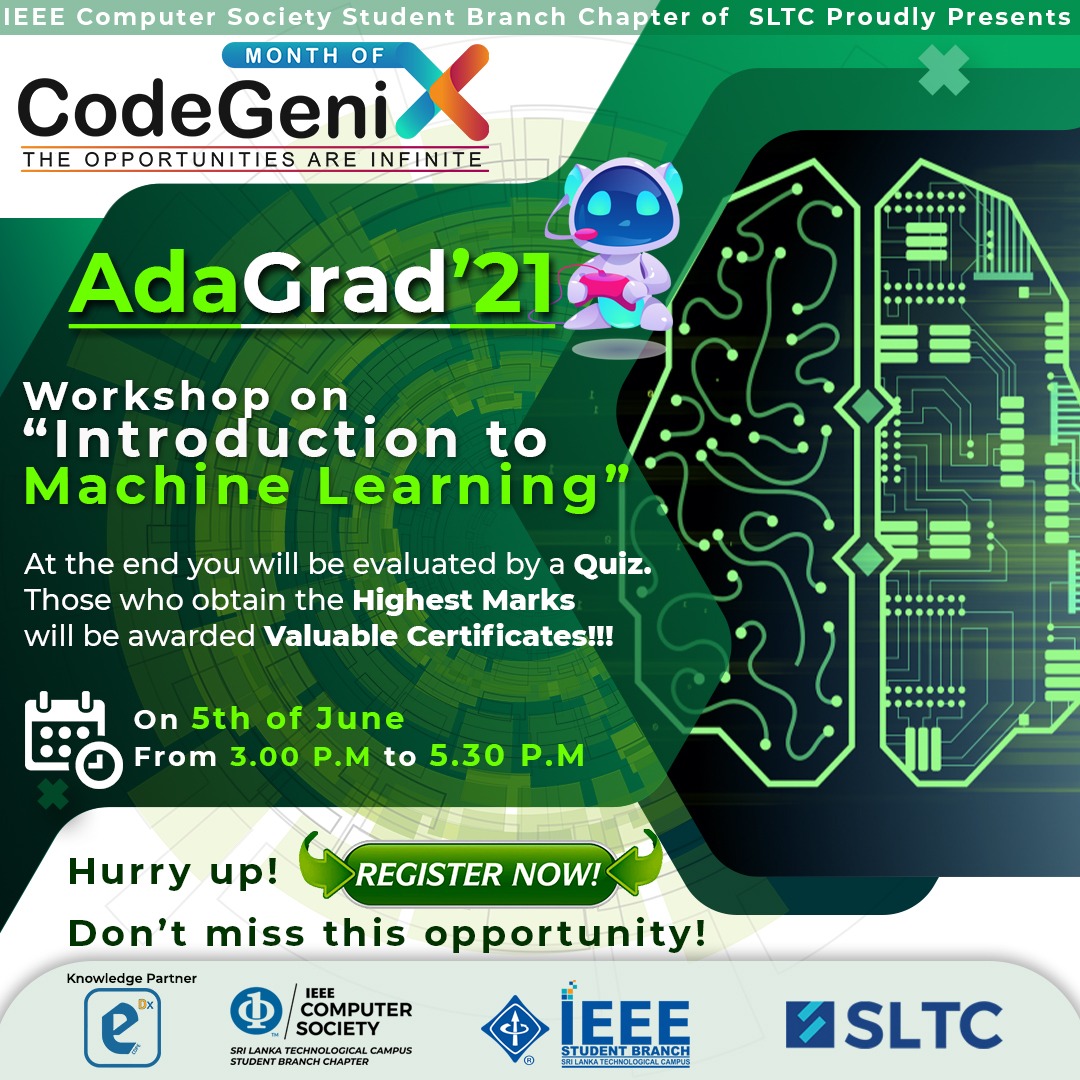 IEEE Computer Society Student Branch Chapter of SLTC Proudly Presents
MONTH OF
CodeGeniX
THE OPPORTUNITIES ARE INFINITE
AdaGrad’21
Workshop on
“Introduction to
Machine Learning”
At the end you will be evaluated by a Quiz.
Those who obtain the Highest Marks
will be awarded Valuable Certificates!!!
On 5th of June
From 3.00 P.M to 5.30 P.M
Hurry up!
REGISTER NOW!
Don’t miss this opportunity!
Knowledge Partner
e Dx
IEEE
COMPUTER
SOCIETY
TM
SRI LANKA TECHNOLOGICAL CAMPUS
STUDENT BRANCH CHAPTER
®
IEEE
STUDENT BRANCH
SRI LANKA TECHNOLOGICAL CAMPUS
SLTC